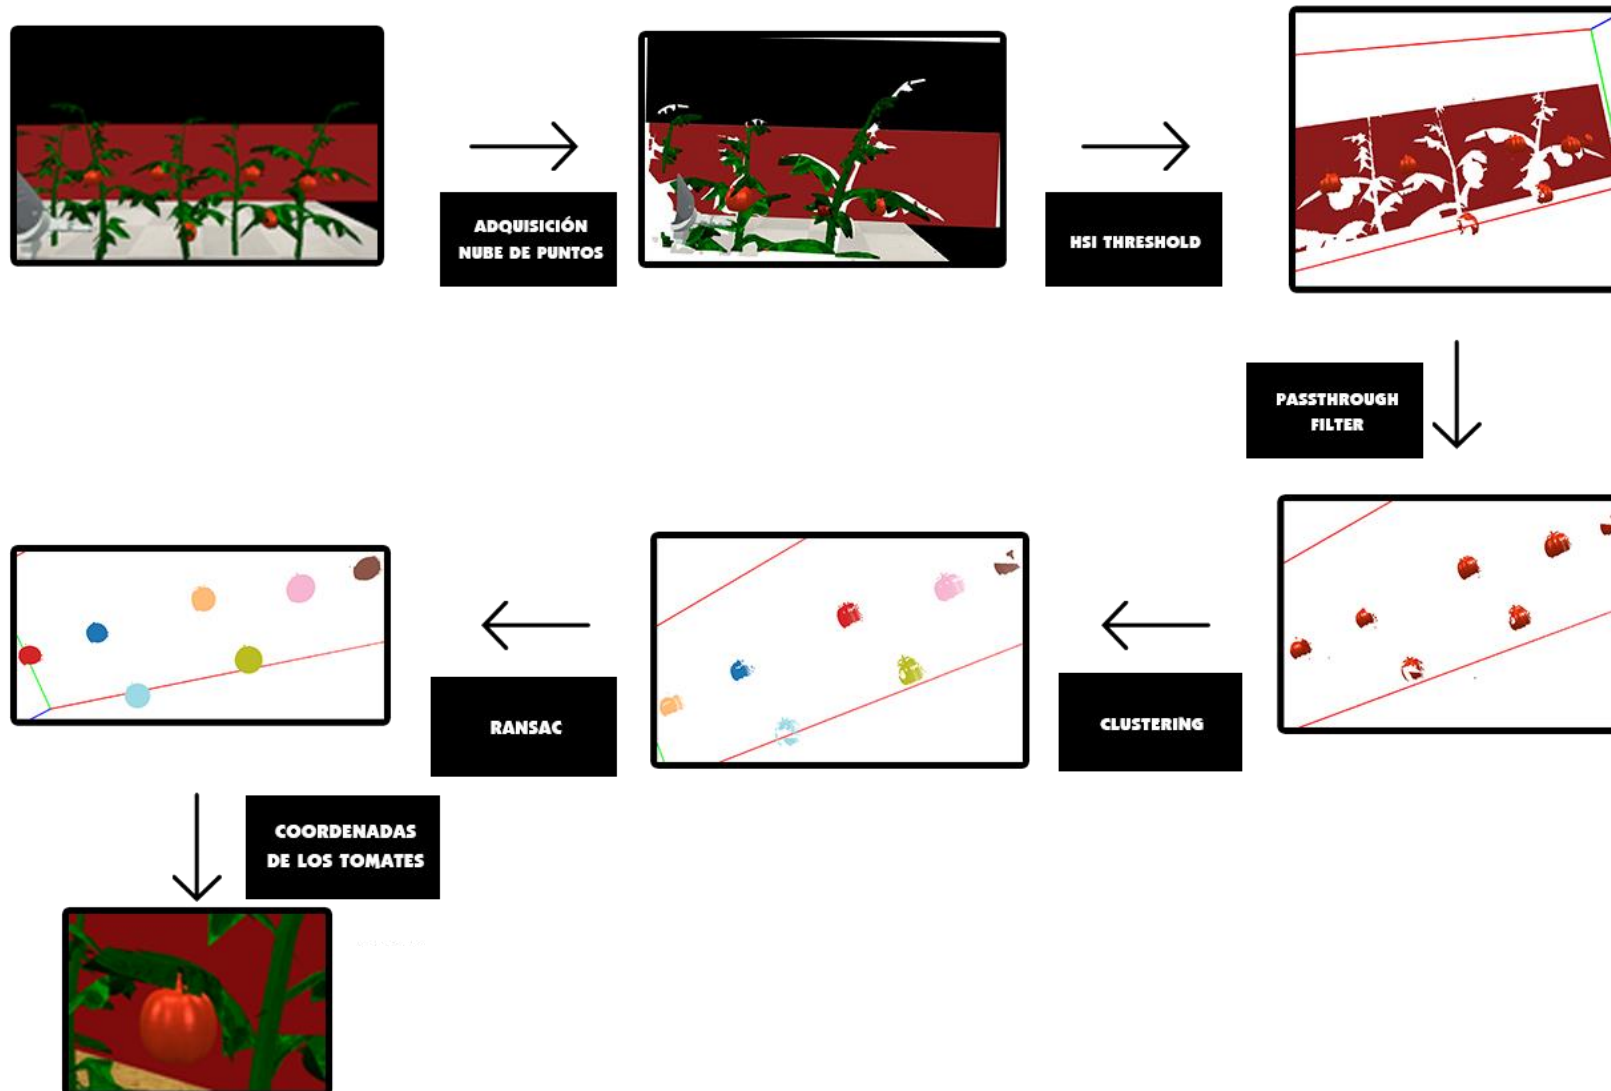 ADQUISICIÓN
NUBE DE PUNTOS
HSI THRESHOLD
PASSTHROUGH
FILTER
CLUSTERING
RANSAC
COORDENADAS
DE LOS TOMATES